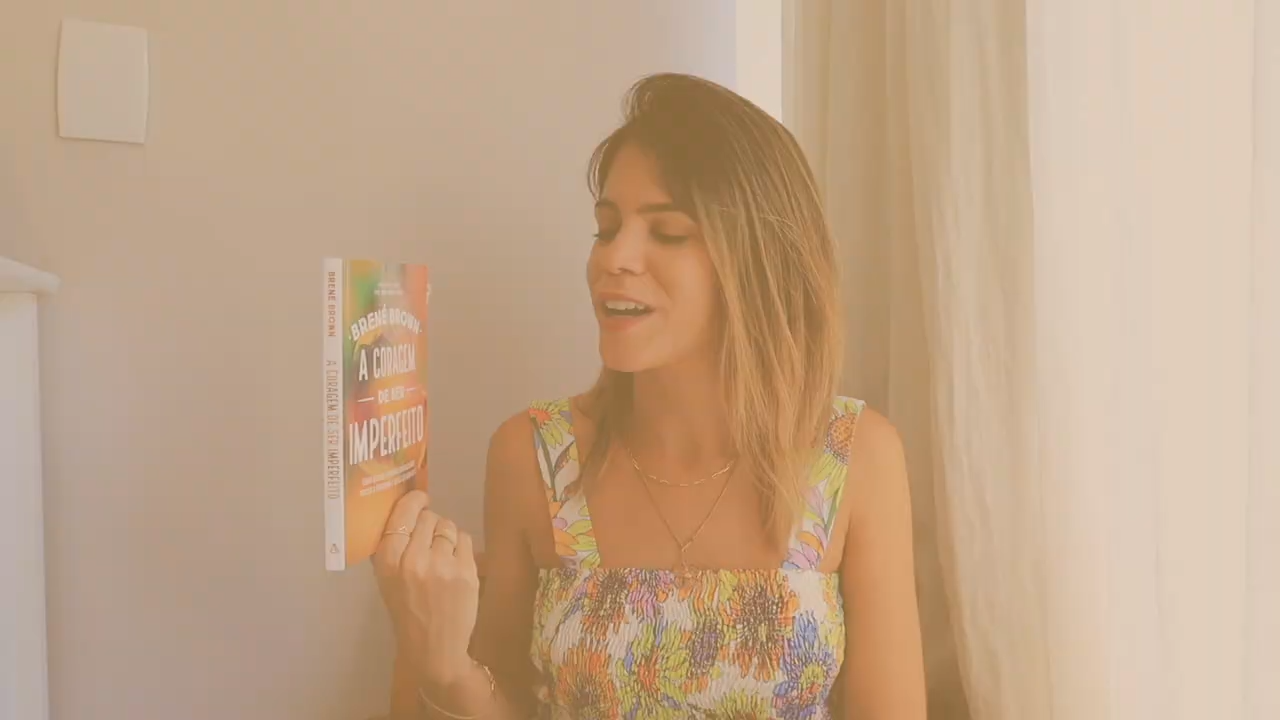 BRENÉ BROWN
A CORAGEM DE SER IMPERFEITO
BRENÉ BROWN
A CORAGEM
DE SER
IMPERFEITO